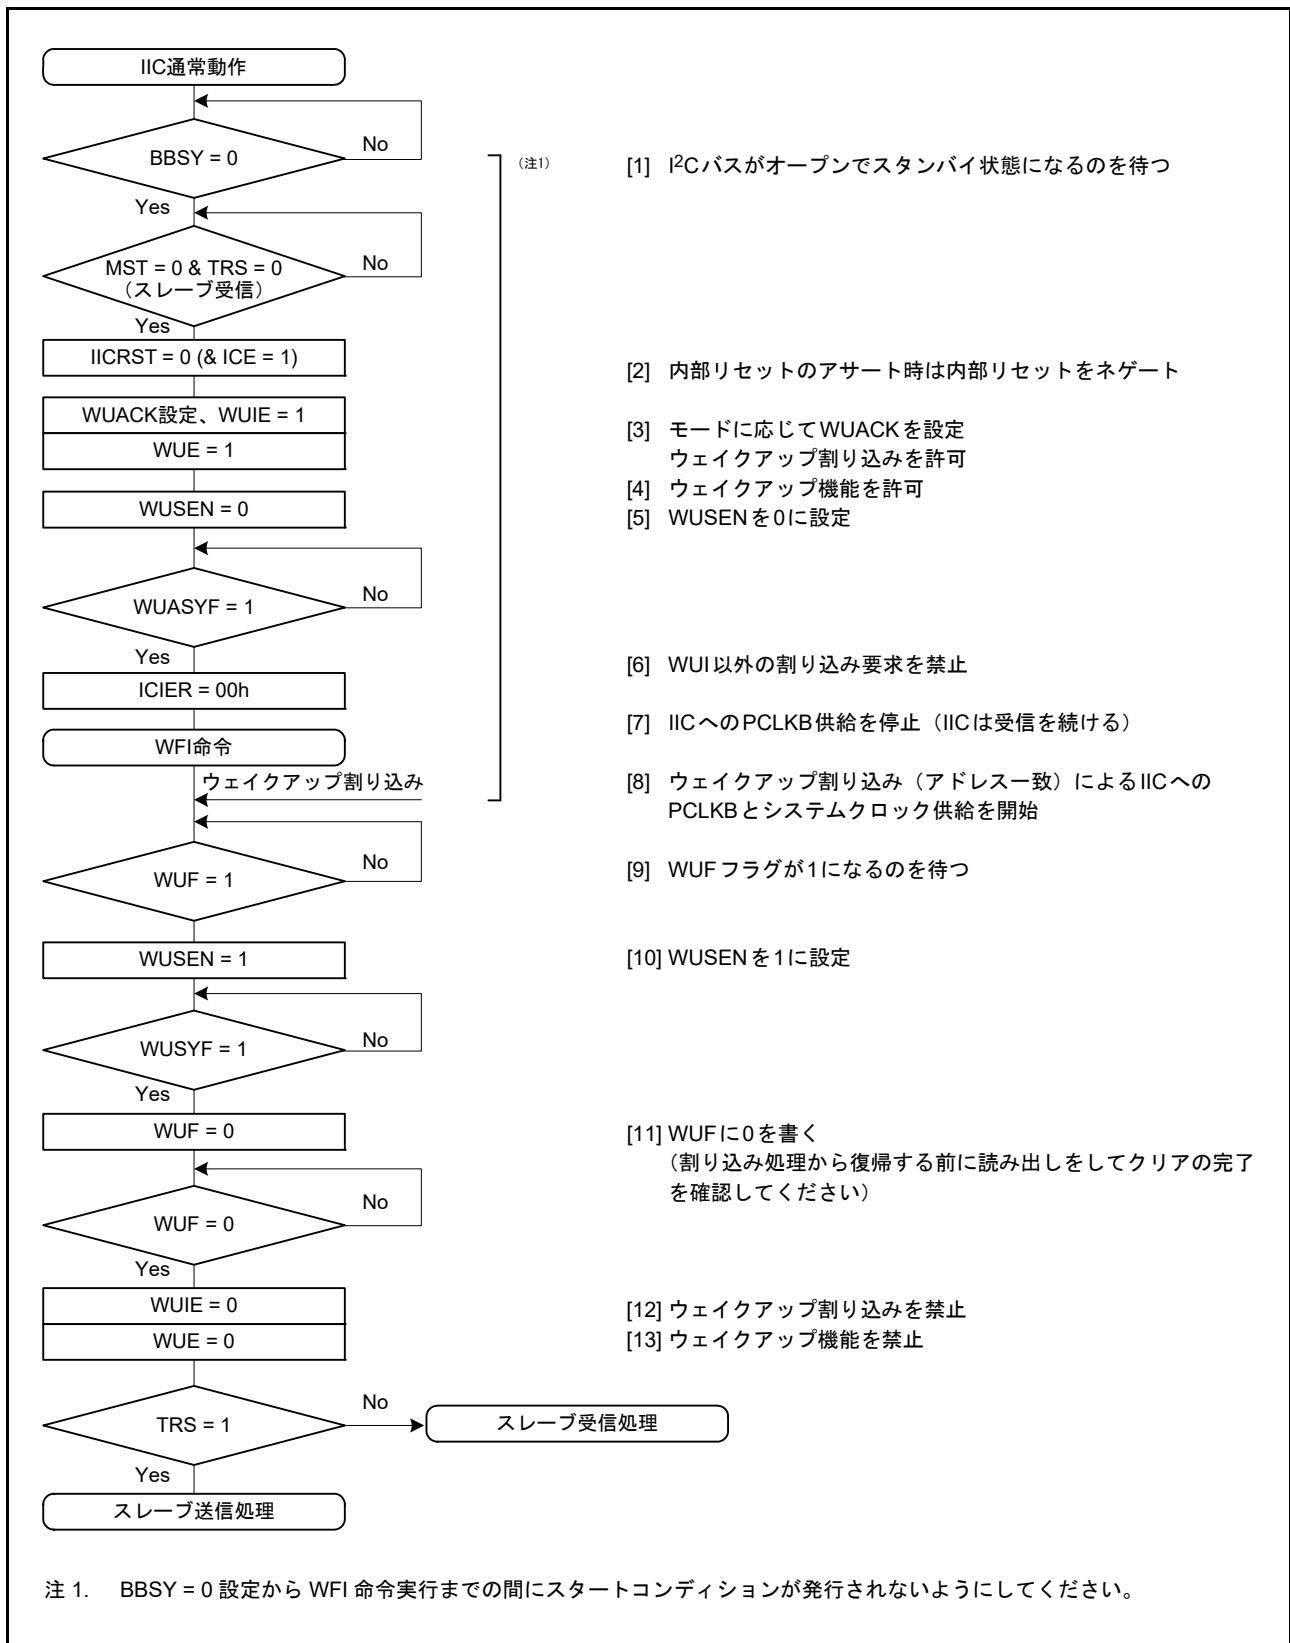 IIC通常動作
BBSY = 0
No
Yes
MST = 0 & TRS = 0
（スレーブ受信）
No
Yes
IICRST = 0 (& ICE = 1)
WUACK設定、WUIE = 1
WUE = 1
WUSEN = 0
WUASYF = 1
No
Yes
ICIER = 00h
WFI命令
ウェイクアップ割り込み
WUF = 1
No
WUSEN = 1
WUSYF = 1
No
Yes
WUF = 0
WUF = 0
No
Yes
WUIE = 0
WUE = 0
TRS = 1
No
スレーブ受信処理
Yes
スレーブ送信処理
（注1）
[1] I²Cバスがオープンでスタンバイ状態になるのを待つ
[2] 内部リセットのアサート時は内部リセットをネゲート
[3] モードに応じてWUACKを設定
ウェイクアップ割り込みを許可
[4] ウェイクアップ機能を許可
[5] WUSENを0に設定
[6] WUI以外の割り込み要求を禁止
[7] IICへのPCLKB供給を停止（IICは受信を続ける）
[8] ウェイクアップ割り込み（アドレス一致）によるIICへの
PCLKBとシステムクロック供給を開始
[9] WUFフラグが1になるのを待つ
[10] WUSENを1に設定
[11] WUFに0を書く
（割り込み処理から復帰する前に読み出しをしてクリアの完了
を確認してください）
[12] ウェイクアップ割り込みを禁止
[13] ウェイクアップ機能を禁止
注 1. BBSY = 0 設定から WFI 命令実行までの間にスタートコンディションが発行されないようにしてください。